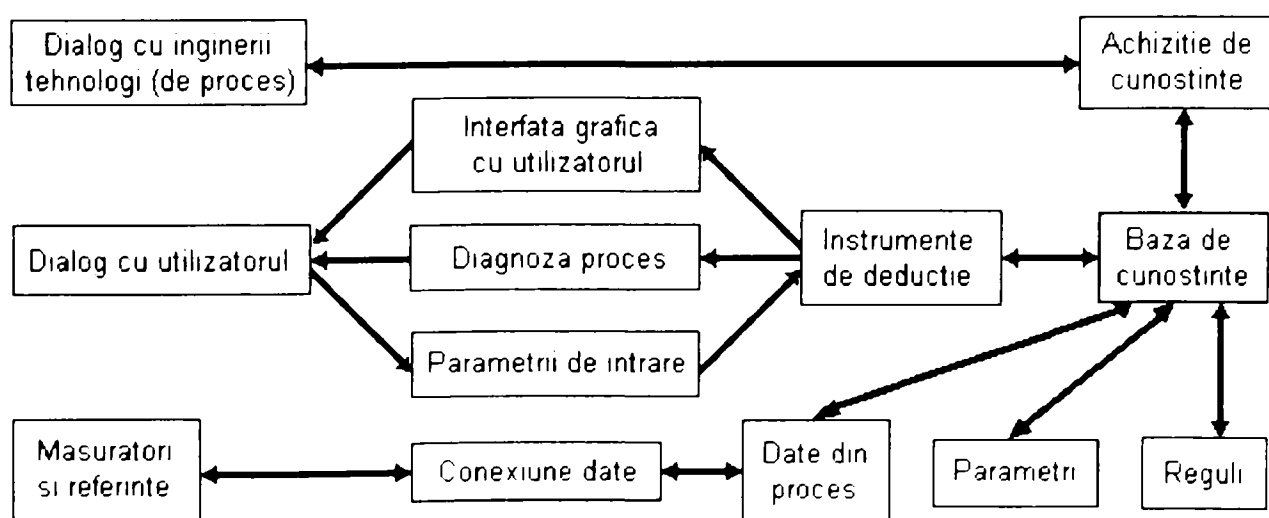 Dialog cu inginerii
tehnologi (de proces)
Achizitie de
cunostinte
Interfata grafica
cu utilizatorul
Dialog cu utilizatorul
Diagnoza proces
Instrumente
de deductie
Baza de
cunostinte
Parametrii de intrare
Masuratori
si referinte
Conexiune date
Date din
proces
Parametri
Reguli